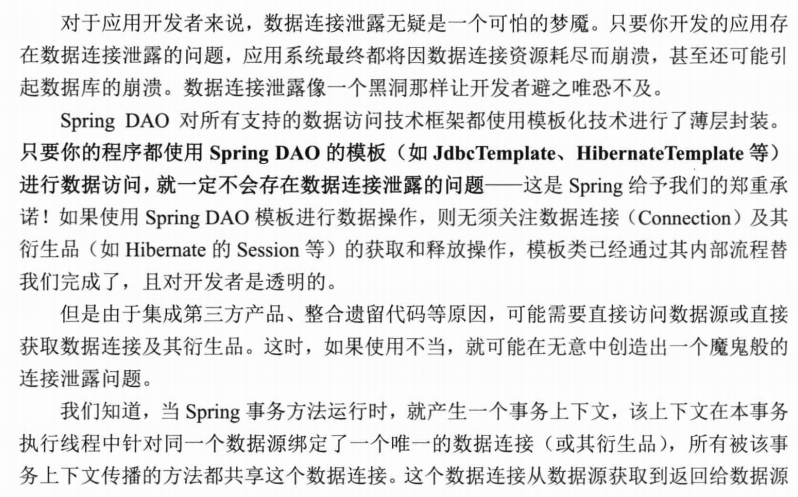 对于应用开发者来说，数据连接泄露无疑是一个可怕的梦魇。只要你开发的应用存
在数据连接泄露的问题，应用系统最终都将因数据连接资源耗尽而崩溃，甚至还可能引
起数据库的崩溃。数据连接泄露像一个黑洞那样让开发者避之唯恐不及。
Spring DAO 对所有支持的数据访问技术框架都使用模板化技术进行了薄层封装。
只要你的程序都使用 Spring DAO 的模板（如 JdbcTemplate、HibernateTemplate 等）
进行数据访问，就一定不会存在数据连接泄露的问题——这是 Spring 给予我们的郑重承
诺！如果使用 Spring DAO 模板进行数据操作，则无须关注数据连接（Connection）及其
衍生品（如 Hibernate 的 Session 等）的获取和释放操作，模板类已经通过其内部流程替
我们完成了，且对开发者是透明的。
但是由于集成第三方产品、整合遗留代码等原因，可能需要直接访问数据源或直接
获取数据连接及其衍生品。这时，如果使用不当，就可能在无意中创造出一个魔鬼般的
连接泄露问题。
我们知道，当 Spring 事务方法运行时，就产生一个事务上下文，该上下文在本事务
执行线程中针对同一个数据源绑定了一个唯一的数据连接（或其衍生品），所有被该事
务上下文传播的方法都共享这个数据连接。这个数据连接从数据源获取到返回给数据源